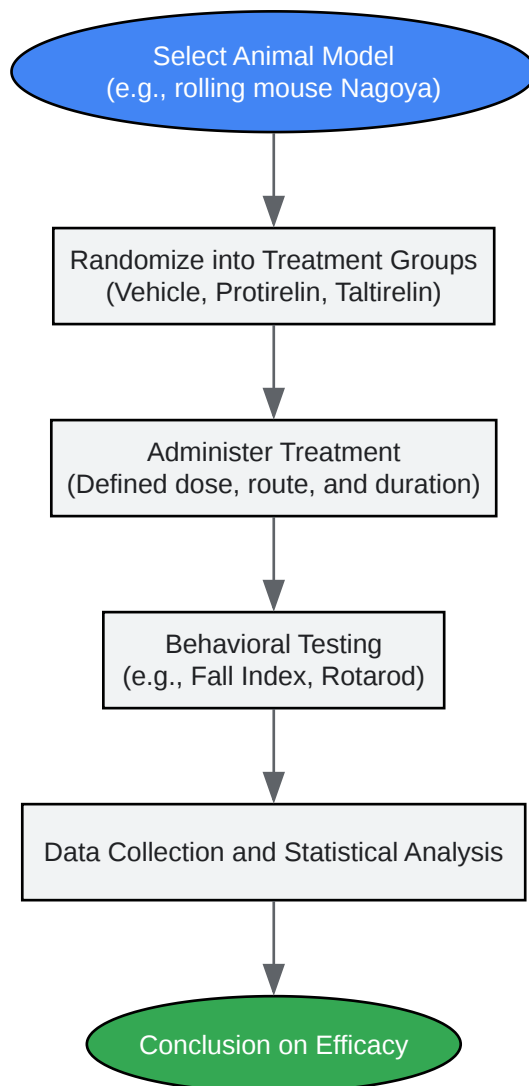 Select Animal Model
(e.g., rolling mouse Nagoya)
Randomize into Treatment Groups
(Vehicle, Protirelin, Taltirelin)
Administer Treatment
(Defined dose, route, and duration)
Behavioral Testing
(e.g., Fall Index, Rotarod)
Data Collection and Statistical Analysis
Conclusion on Efficacy